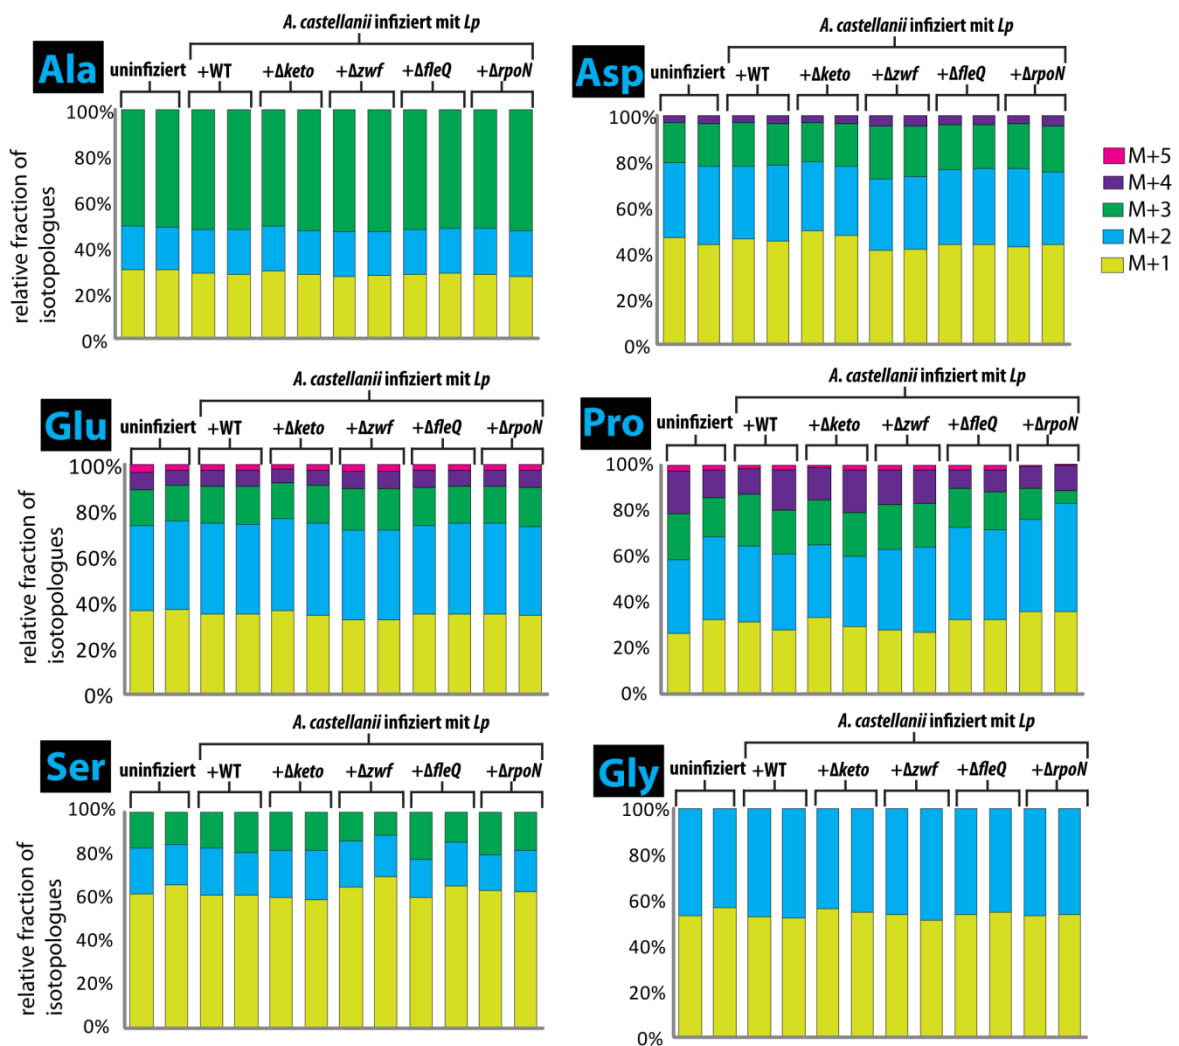 A. castellanii infiziert mit Lp
Ala
uninfiziert +WT +Δketo +Δzwf +ΔfleQ +ΔrpoN
100%
80%
60%
40%
20%
0%
relative fraction of
isotopologues
A. castellanii infiziert mit Lp
Asp
uninfiziert +WT +Δketo +Δzwf +ΔfleQ +ΔrpoN
100%
80%
60%
40%
20%
0%
M+5
M+4
M+3
M+2
M+1
A. castellanii infiziert mit Lp
Glu
uninfiziert +WT +Δketo +Δzwf +ΔfleQ +ΔrpoN
100%
80%
60%
40%
20%
0%
relative fraction of
isotopologues
A. castellanii infiziert mit Lp
Pro
uninfiziert +WT +Δketo +Δzwf +ΔfleQ +ΔrpoN
100%
80%
60%
40%
20%
0%
A. castellanii infiziert mit Lp
Ser
uninfiziert +WT +Δketo +Δzwf +ΔfleQ +ΔrpoN
100%
80%
60%
40%
20%
0%
relative fraction of
isotopologues
A. castellanii infiziert mit Lp
Gly
uninfiziert +WT +Δketo +Δzwf +ΔfleQ +ΔrpoN
100%
80%
60%
40%
20%
0%